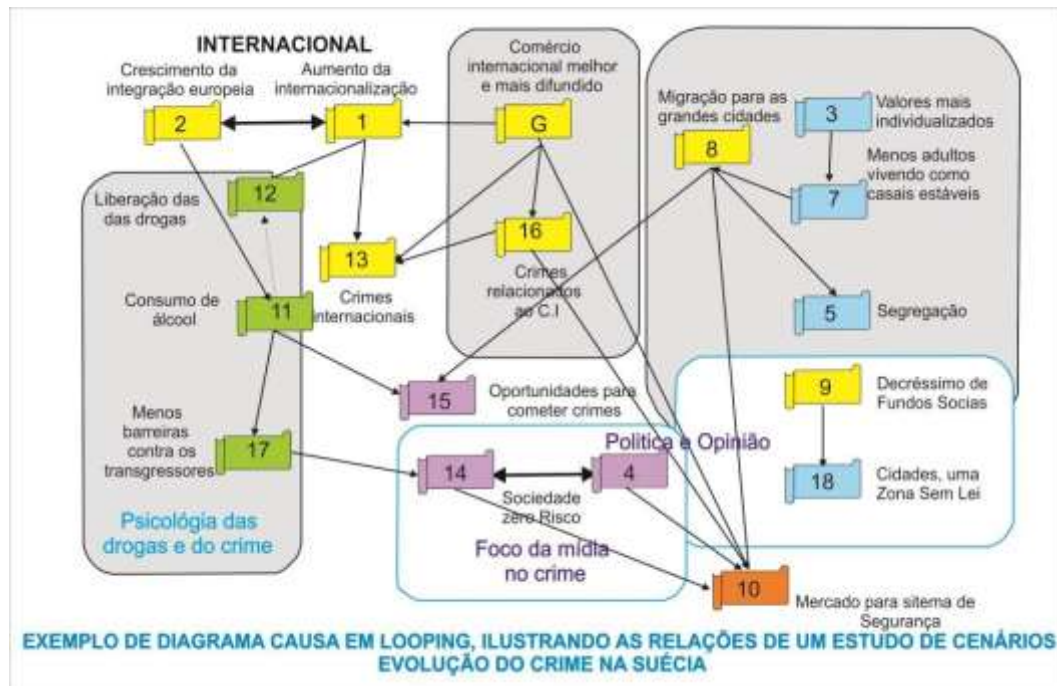 INTERNACIONAL
Crescimento da
integração europeia
Aumento da
internacionalização
Comércio
internacional melhor
e mais difundido
Migração para as
grandes cidades
Valores mais
individualizados
2
1
G
3
8
Menos adultos
vivendo como
casais estáveis
7
12
Liberação das
das drogas
16
13
Crimes
relacionados
ao C.I
Crimes
internacionais
Consumo de
álcool
11
5
Segregação
15
Oportunidades para
cometer crimes
9
Decréssimo de
Fundos Socias
Menos
barreiras
contra os
transgressores
17
Politica e Opinião
14
4
18
Cidades, uma
Zona Sem Lei
Sociedade
zero Risco
Psicológia das
drogas e do crime
Foco da mídia
no crime
10
Mercado para sitema de
Segurança
EXEMPLO DE DIAGRAMA CAUSA EM LOOPING, ILUSTRANDO AS RELAÇÕES DE UM ESTUDO DE CENÁRIOS
EVOLUÇÃO DO CRIME NA SUÉCIA